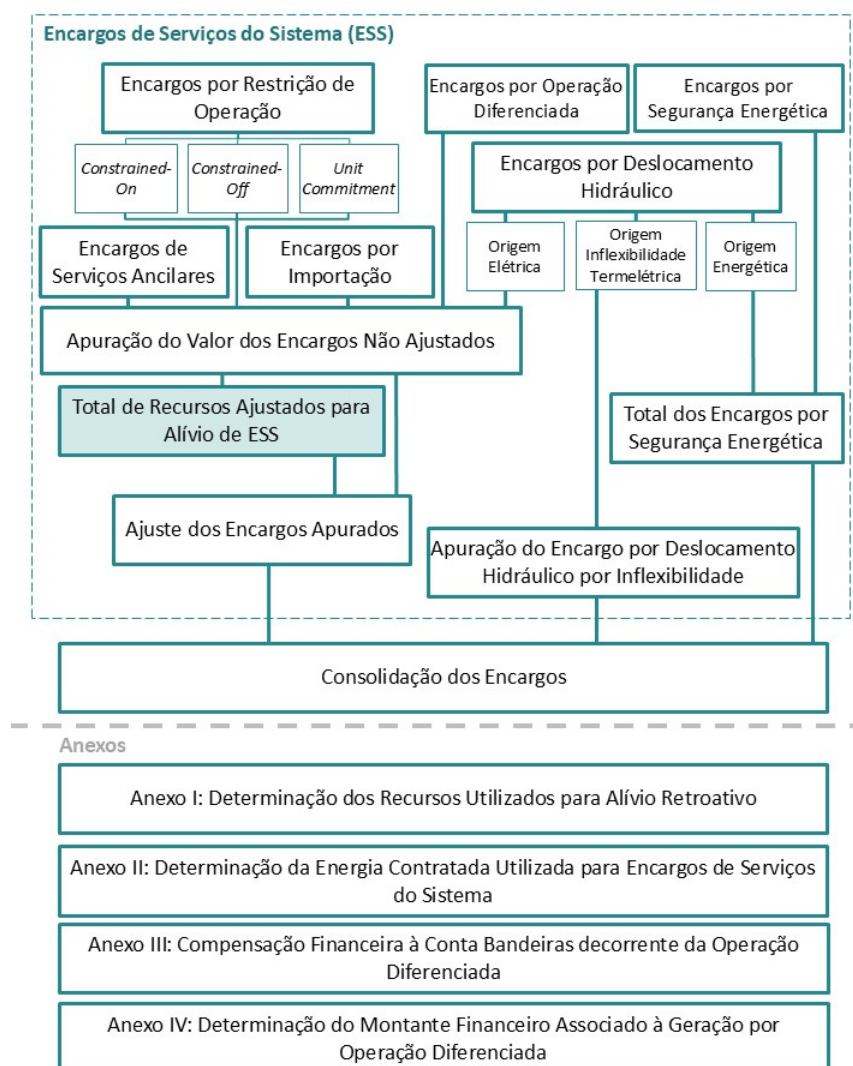 Encargos de Serviços do Sistema (ESS)
Encargos por Restrição de
Operação
Encargos por Operação
Diferenciada
Encargos por
Segurança Energética
Constrained-
On
Constrained-
Off
Unit
Commitment
Encargos por Deslocamento
Hidráulico
Encargos de
Serviços Ancilares
Encargos por
Importação
Origem
Elétrica
Origem
Inflexibilidade
Termelétrica
Origem
Energética
Apuração do Valor dos Encargos Não Ajustados
Total de Recursos Ajustados para
Alívio de ESS
Total dos Encargos por
Segurança Energética
Ajuste dos Encargos Apurados
Apuração do Encargo por Deslocamento
Hidráulico por Inflexibilidade
Consolidação dos Encargos
Anexos
Anexo I: Determinação dos Recursos Utilizados para Alívio Retroativo
Anexo II: Determinação da Energia Contratada Utilizada para Encargos de Serviços
do Sistema
Anexo III: Compensação Financeira à Conta Bandeiras decorrente da Operação
Diferenciada
Anexo IV: Determinação do Montante Financeiro Associado à Geração por
Operação Diferenciada